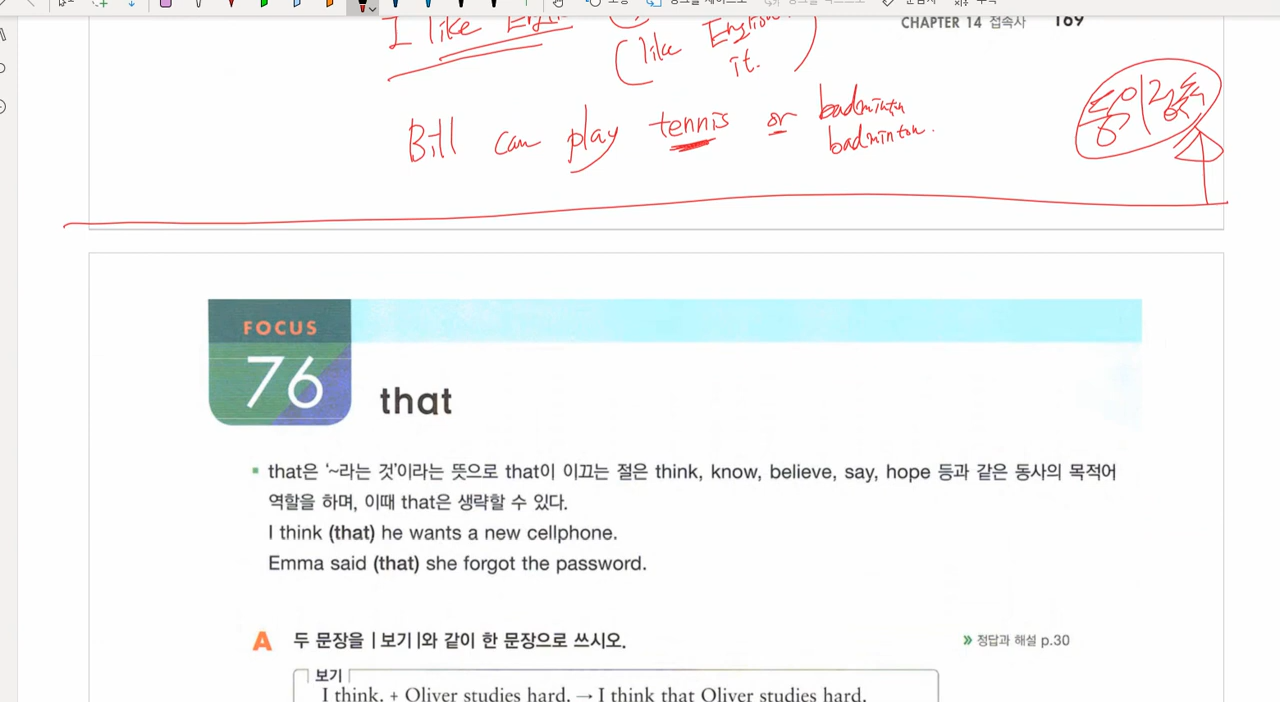 I like
CHAPTER 14 접속사 169
(like English
it.)
Bill can play tennis or badminton
badminton.
등위접속
FOCUS
76
that
▪ that은 '~라는 것'이라는 뜻으로 that이 이끄는 절은 think, know, believe, say, hope 등과 같은 동사의 목적어
역할을 하며, 이때 that은 생략할 수 있다.
I think (that) he wants a new cellphone.
Emma said (that) she forgot the password.
A 두 문장을 |보기|와 같이 한 문장으로 쓰시오.
» 정답과 해설 p.30
보기
I think. + Oliver studies hard. → I think that Oliver studies hard.